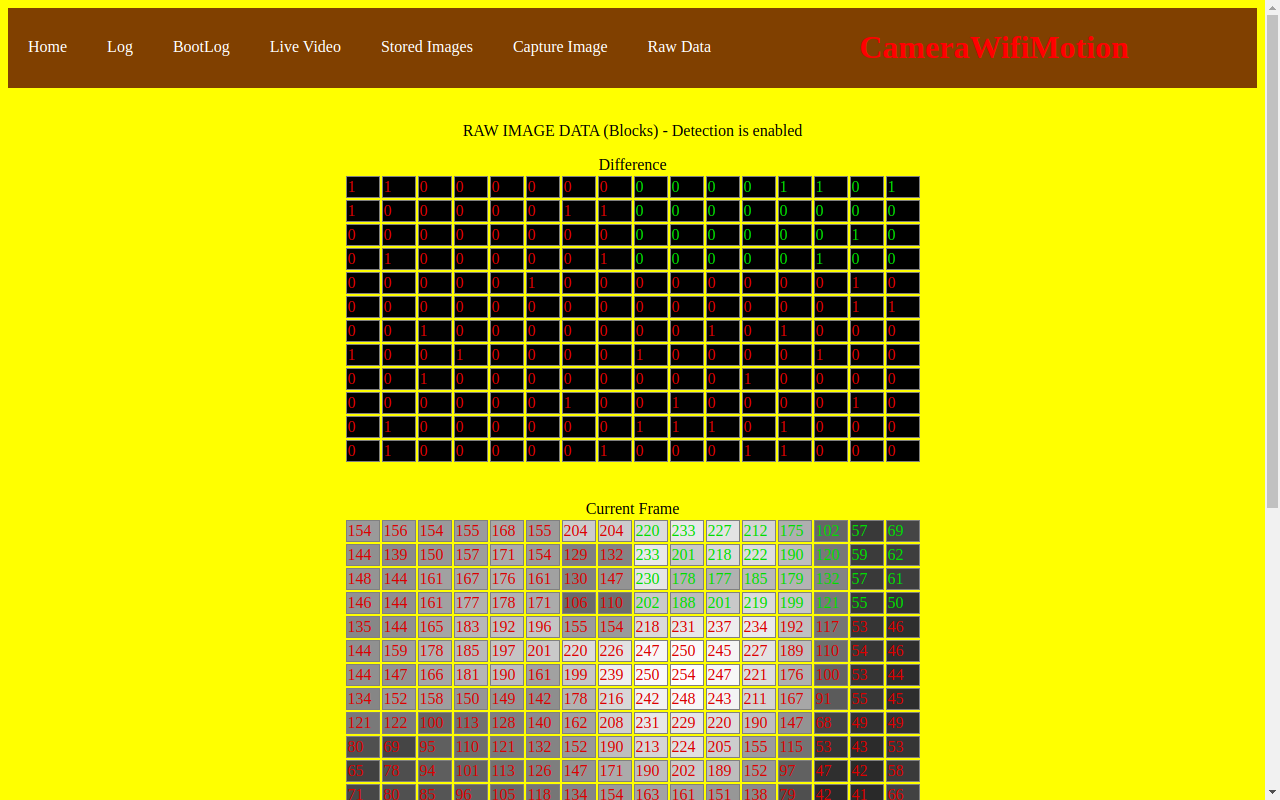 Home Log BootLog Live Video Stored Images Capture Image Raw Data CameraWifiMotion
RAW IMAGE DATA (Blocks) - Detection is enabled
Difference
1 1 0 0 0 0 0 0 0 0 0 0 1 1 0 1
1 0 0 0 0 0 1 1 0 0 0 0 0 0 0 0
0 0 0 0 0 0 0 0 0 0 0 0 0 0 1 0
0 1 0 0 0 0 0 1 0 0 0 0 0 1 0 0
0 0 0 0 0 1 0 0 0 0 0 0 0 0 1 0
0 0 0 0 0 0 0 0 0 0 0 0 0 0 1 1
0 0 1 0 0 0 0 0 0 0 1 0 1 0 0 0
1 0 0 1 0 0 0 0 1 0 0 0 0 1 0 0
0 0 1 0 0 0 0 0 0 0 0 1 0 0 0 0
0 0 0 0 0 0 1 0 0 1 0 0 0 0 1 0
0 1 0 0 0 0 0 0 1 1 1 0 1 0 0 0
0 1 0 0 0 0 0 1 0 0 0 1 1 0 0 0
Current Frame
154 156 154 155 168 155 204 204 220 233 227 212 175 102 57 69
144 139 150 157 171 154 129 132 233 201 218 222 190 59 62
148 144 161 167 176 161 130 147 230 178 177 185 179 57 61
146 144 161 177 178 171 106 110 202 188 201 219 199 121 55 50
135 144 165 183 192 196 155 154 218 231 237 234 192 117 53 46
144 159 178 185 197 201 220 226 247 250 245 227 189 110 54 46
144 147 166 181 190 161 199 239 250 254 247 221 176 100 53 44
134 152 158 150 149 142 178 216 242 248 243 211 167 91 55 45
121 122 100 113 128 140 162 208 231 229 220 190 147 68 49 49
80 69 95 110 121 132 152 190 213 224 205 155 115 53 43 53
65 78 94 101 113 126 147 171 190 202 189 152 97 47 42 58
71 80 85 96 105 118 134 154 163 161 151 138 79 42 41 66